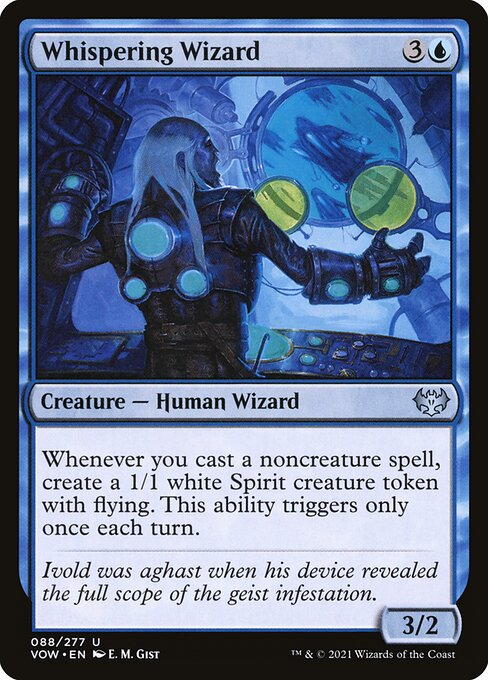 Whispering Wizard 3
Creature — Human Wizard
Whenever you cast a noncreature spell,
create a 1/1 white Spirit creature token
with flying. This ability triggers only
once each turn.
Ivold was aghast when his device revealed
the full scope of the geist infestation.
3/2
088/277 U
VOW • EN E. M. Gist
™ & © 2021 Wizards of the Coast